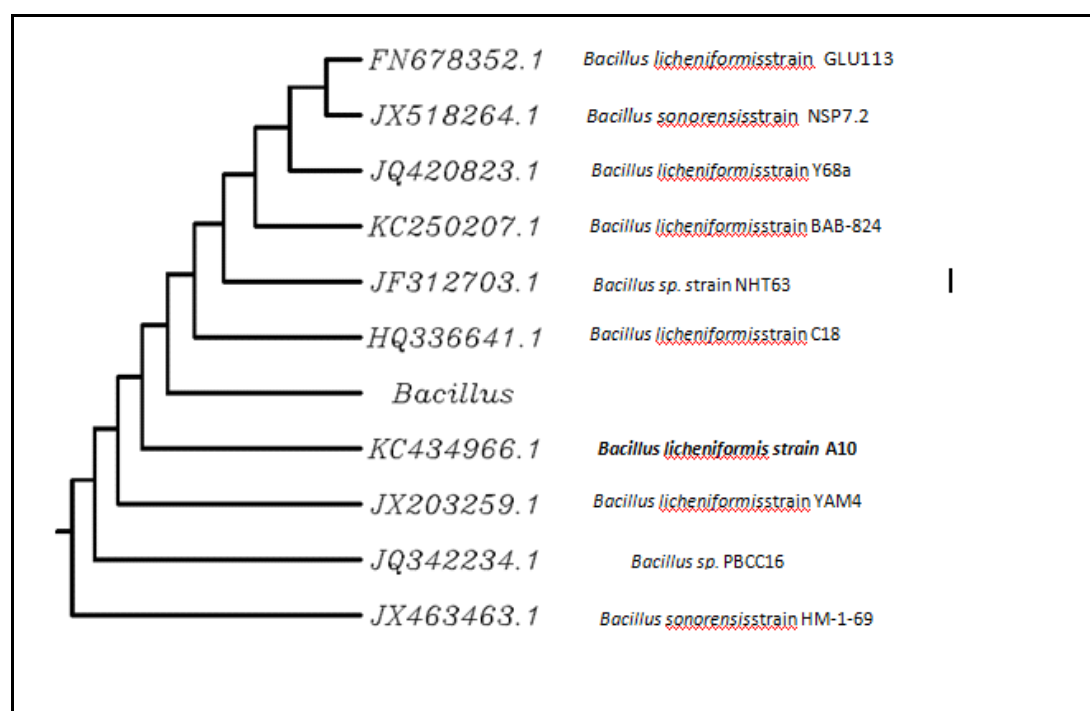 FN678352.1 Bacillus licheniformisstrain GLU113
JX518264.1 Bacillus sonorensisstrain NSP7.2
JQ420823.1 Bacillus licheniformisstrain Y68a
KC250207.1 Bacillus licheniformisstrain BAB-824
JF312703.1 Bacillus sp. strain NHT63
HQ336641.1 Bacillus licheniformisstrain C18
Bacillus
KC434966.1 Bacillus licheniformis strain A10
JX203259.1 Bacillus licheniformisstrain YAM4
JQ342234.1 Bacillus sp. PBCC16
JX463463.1 Bacillus sonorensisstrain HM-1-69